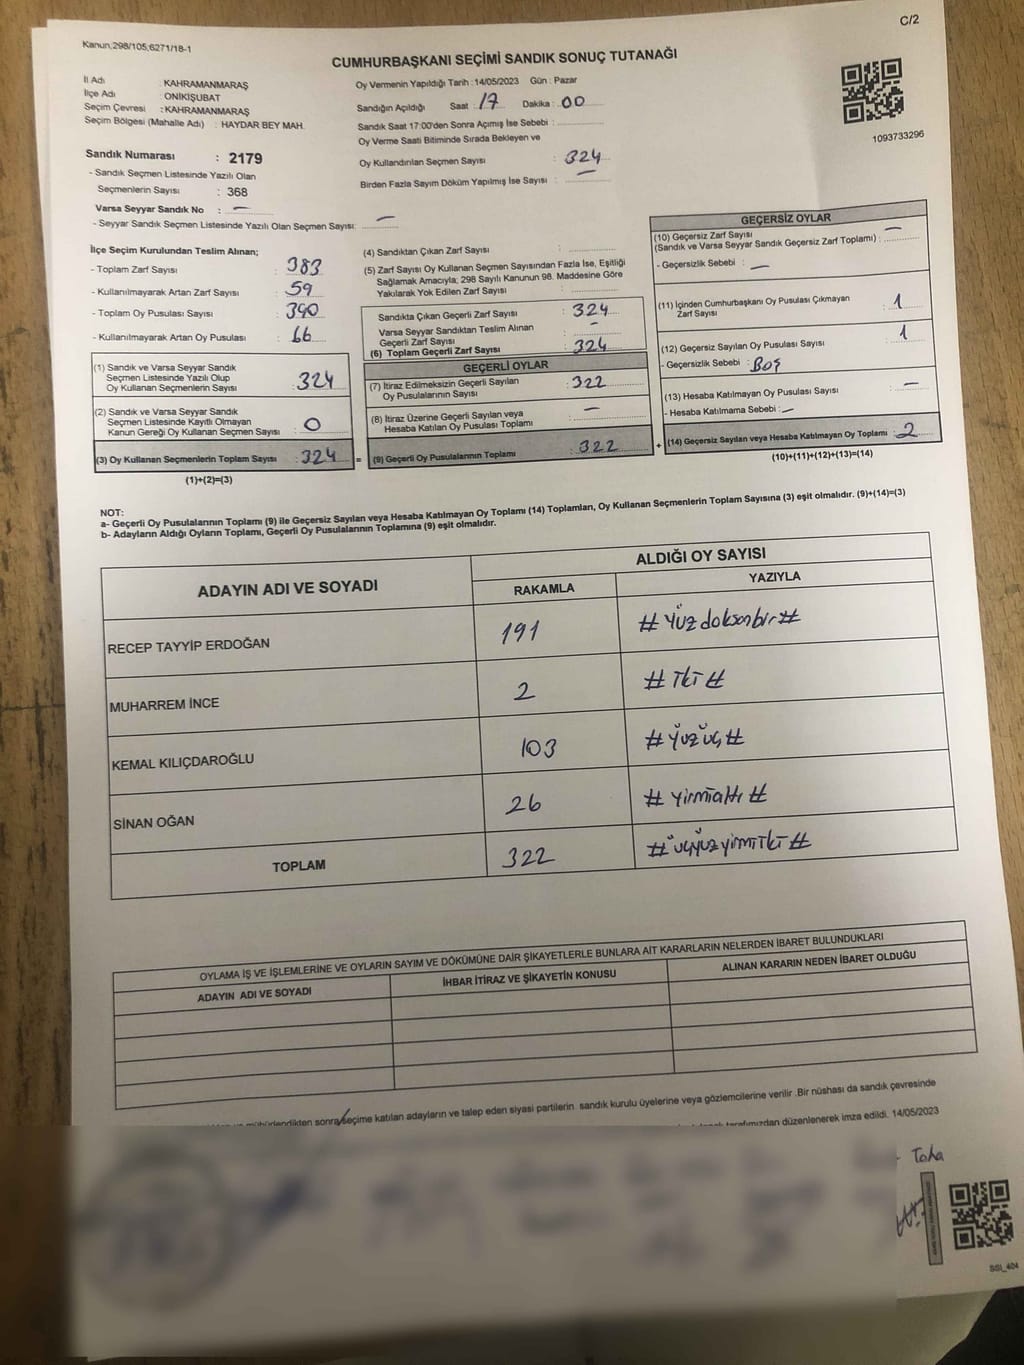 C/2
Kanun;298/105;6271/18-1
CUMHURBAŞKANI SEÇİMİ SANDIK SONUÇ TUTANAĞI
İl Adı : KAHRAMANMARAŞ
İlçe Adı : ONİKİŞUBAT
Seçim Çevresi : KAHRAMANMARAŞ
Seçim Bölgesi (Mahalle Adı) : HAYDAR BEY MAH.
Oy Vermenin Yapıldığı Tarih : 14/05/2023 Gün : Pazar
Sandığın Açıldığı Saat : 17 Dakika : 00
Sandık Saat 17:00'den Sonra Açımış İse Sebebi :
Oy Verme Saati Bitiminde Sırada Bekleyen ve
Oy Kullandırılan Seçmen Sayısı : 324
Birden Fazla Sayım Döküm Yapılmış İse Sayısı : —
1093733296
Sandık Numarası : 2179
- Sandık Seçmen Listesinde Yazılı Olan
Seçmenlerin Sayısı : 368
Varsa Seyyar Sandık No : —
- Seyyar Sandık Seçmen Listesinde Yazılı Olan Seçmen Sayısı: —
İlçe Seçim Kurulundan Teslim Alınan;
- Toplam Zarf Sayısı : 383
- Kullanılmayarak Artan Zarf Sayısı : 59
- Toplam Oy Pusulası Sayısı : 390
- Kullanılmayarak Artan Oy Pusulası : 66
(1) Sandık ve Varsa Seyyar Sandık
Seçmen Listesinde Yazılı Olup
Oy Kullanan Seçmenlerin Sayısı : 324
(2) Sandık ve Varsa Seyyar Sandık
Seçmen Listesinde Kayıtlı Olmayan
Kanun Gereği Oy Kullanan Seçmen Sayısı : 0
(3) Oy Kullanan Seçmenlerin Toplam Sayısı : 324 =
(1)+(2)=(3)
(4) Sandıktan Çıkan Zarf Sayısı :
(5) Zarf Sayısı Oy Kullanan Seçmen Sayısından Fazla İse, Eşitliği
Sağlamak Amacıyla; 298 Sayılı Kanunun 98. Maddesine Göre
Yakılarak Yok Edilen Zarf Sayısı :
Sandıkta Çıkan Geçerli Zarf Sayısı : 324
Varsa Seyyar Sandıktan Teslim Alınan
Geçerli Zarf Sayısı : –
(6) Toplam Geçerli Zarf Sayısı : 324
GEÇERLİ OYLAR
(7) İtiraz Edilmeksizin Geçerli Sayılan
Oy Pusulalarının Sayısı : 322
(8) İtiraz Üzerine Geçerli Sayılan veya
Hesaba Katılan Oy Pusulası Toplamı : —
(9) Geçerli Oy Pusulalarının Toplamı : 322 +
GEÇERSİZ OYLAR
(10) Geçersiz Zarf Sayısı
(Sandık ve Varsa Seyyar Sandık Geçersiz Zarf Toplamı) : —
- Geçersizlik Sebebi : —
(11) İçinden Cumhurbaşkanı Oy Pusulası Çıkmayan
Zarf Sayısı : 1
(12) Geçersiz Sayılan Oy Pusulası Sayısı : 1
- Geçersizlik Sebebi : BOŞ
(13) Hesaba Katılmayan Oy Pusulası Sayısı : —
- Hesaba Katılmama Sebebi : —
(14) Geçersiz Sayılan veya Hesaba Katılmayan Oy Toplamı : 2
(10)+(11)+(12)+(13)=(14)
NOT:
a- Geçerli Oy Pusulalarının Toplamı (9) ile Geçersiz Sayılan veya Hesaba Katılmayan Oy Toplamı (14) Toplamları, Oy Kullanan Seçmenlerin Toplam Sayısına (3) eşit olmalıdır. (9)+(14)=(3)
b- Adayların Aldığı Oyların Toplamı, Geçerli Oy Pusulalarının Toplamına (9) eşit olmalıdır.
ADAYIN ADI VE SOYADI
ALDIĞI OY SAYISI
RAKAMLA YAZIYLA
RECEP TAYYİP ERDOĞAN 191 #Yüzdoksanbir#
MUHARREM İNCE 2 #iki#
KEMAL KILIÇDAROĞLU 103 #Yüzüç#
SİNAN OĞAN 26 #yirmialtı#
TOPLAM 322 #üçyüzyirmiiki#
OYLAMA İŞ VE İŞLEMLERİNE VE OYLARIN SAYIM VE DÖKÜMÜNE DAİR ŞİKAYETLERLE BUNLARA AİT KARARLARIN NELERDEN İBARET BULUNDUKLARI
ADAYIN ADI VE SOYADI
İHBAR İTİRAZ VE ŞİKAYETİN KONUSU
ALINAN KARARIN NEDEN İBARET OLDUĞU
mühürlendikten sonra seçime katılan adayların ve talep eden siyasi partilerin sandık kurulu üyelerine veya gözlemcilerine verilir .Bir nüshası da sandık çevresinde
tarafımızdan düzenlenerek imza edildi. 14/05/2023
Taha
SSI_404